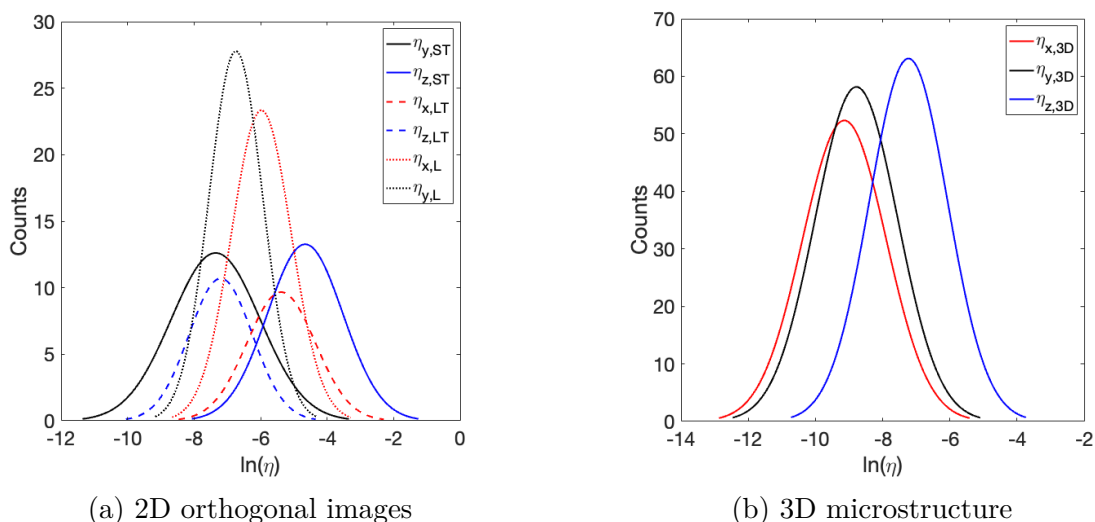 30
25
20
15
10
5
0
Counts
-12 -10 -8 -6 -4 -2 0
ln(η)
η_y,ST
η_z,ST
η_x,LT
η_z,LT
η_x,L
η_y,L
(a) 2D orthogonal images
70
60
50
40
30
20
10
0
Counts
-14 -12 -10 -8 -6 -4 -2
ln(η)
η_x,3D
η_y,3D
η_z,3D
(b) 3D microstructure